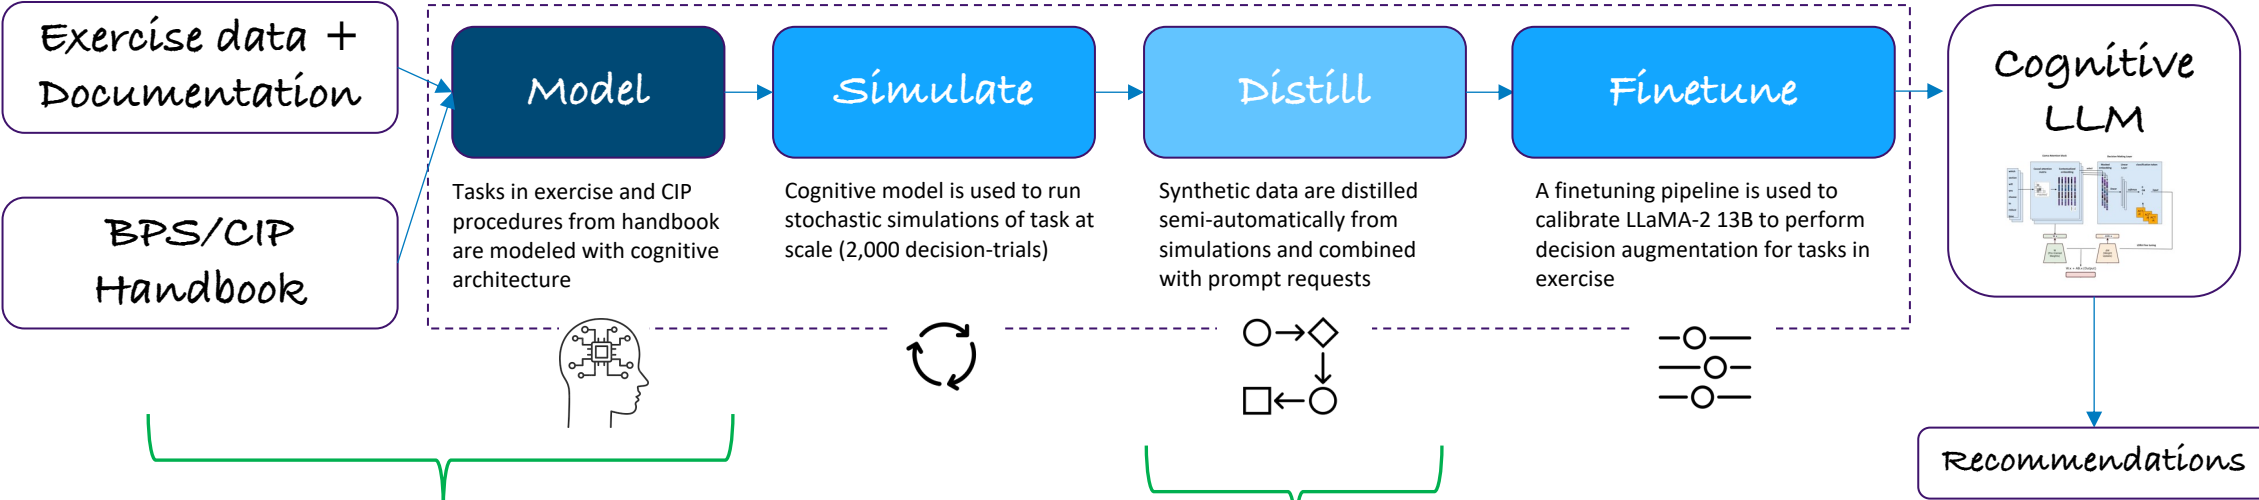 Exercise data +
Documentation
BPS/CIP
Handbook
Model
Tasks in exercise and CIP
procedures from handbook
are modeled with cognitive
architecture
Simulate
Cognitive model is used to run
stochastic simulations of task at
scale (2,000 decision-trials)
Distill
Synthetic data are distilled
semi-automatically from
simulations and combined
with prompt requests
Finetune
A finetuning pipeline is used to
calibrate LLaMA-2 13B to perform
decision augmentation for tasks in
exercise
Cognitive
LLM
Recommendations